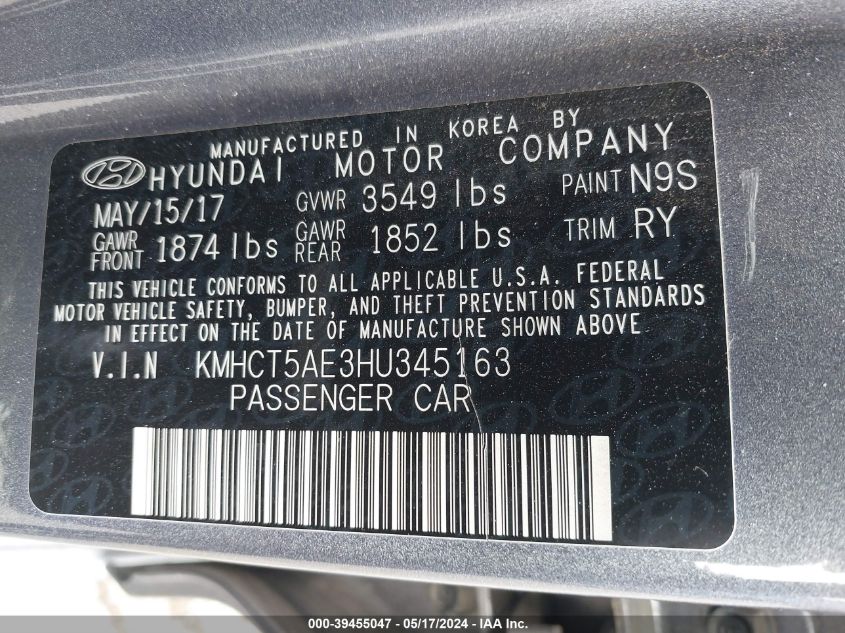 MANUFACTURED IN KOREA BY
HYUNDAI MOTOR COMPANY
MAY/15/17 GVWR 3549 lbs PAINT N9S
GAWR FRONT 1874 lbs GAWR REAR 1852 lbs TRIM RY
THIS VEHICLE CONFORMS TO ALL APPLICABLE U.S.A. FEDERAL
MOTOR VEHICLE SAFETY, BUMPER, AND THEFT PREVENTION STANDARDS
IN EFFECT ON THE DATE OF MANUFACTURE SHOWN ABOVE
V.I.N KMHCT5AE3HU345163
PASSENGER CAR
000-39455047 - 05/17/2024 - IAA Inc.